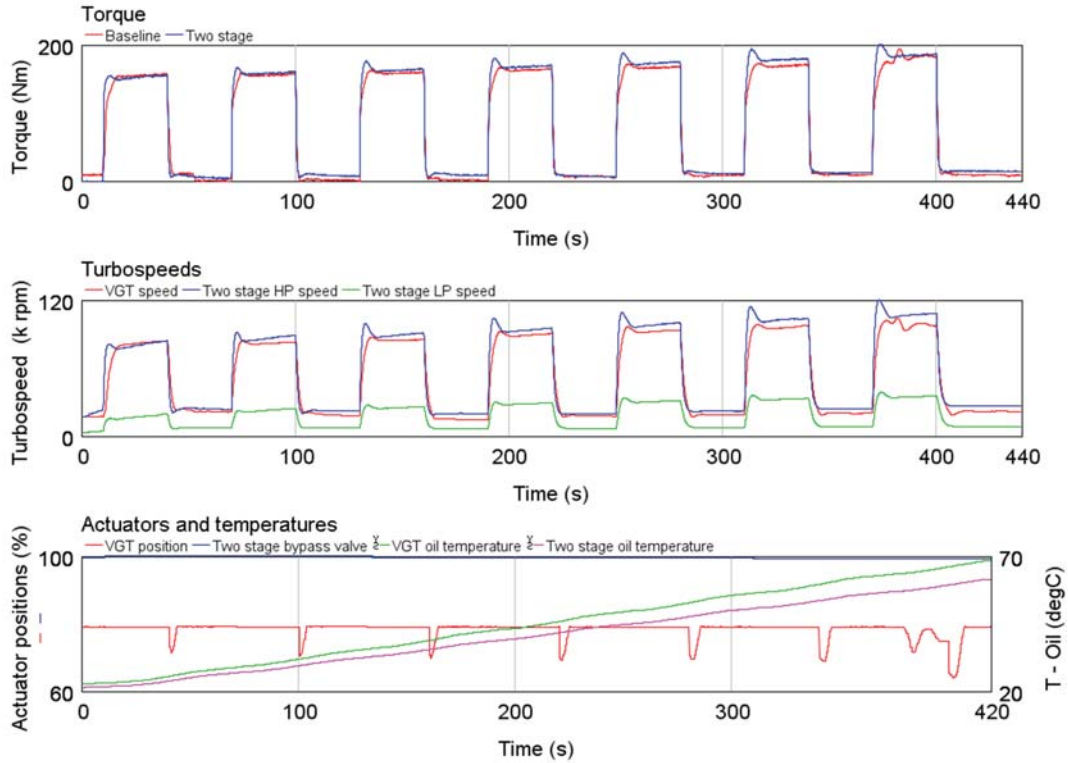 Torque
Baseline Two stage
200
Torque (Nm)
0
0 100 200 300 400 440
Time (s)
Turbospeeds
VGT speed Two stage HP speed Two stage LP speed
120
Turbospeed (k rpm)
0
0 100 200 300 400 440
Time (s)
Actuators and temperatures
VGT position Two stage bypass valve VGT oil temperature Two stage oil temperature
100 70
Actuator positions (%)
T - Oil (degC)
60 20
0 100 200 300 420
Time (s)